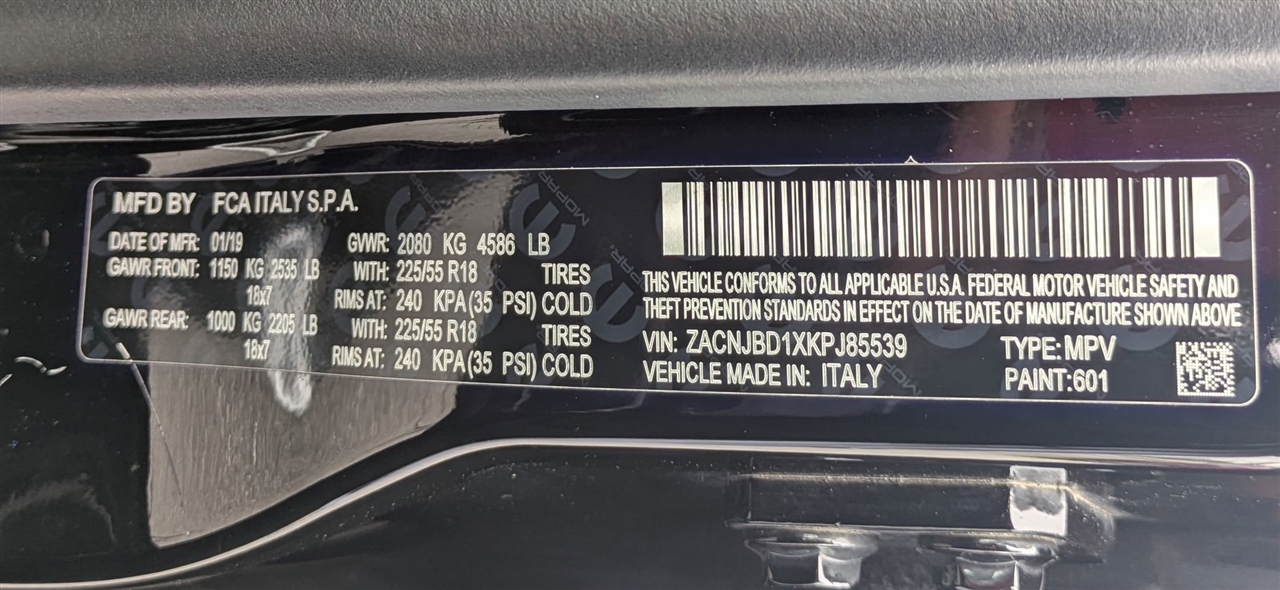 MFD BY FCA ITALY S.P.A.
DATE OF MFR: 01/19 GVWR: 2080 KG 4586 LB
GAWR FRONT: 1150 KG 2535 LB WITH: 225/55 R18 TIRES
18x7 RIMS AT: 240 KPA (35 PSI) COLD
GAWR REAR: 1000 KG 2205 LB WITH: 225/55 R18 TIRES
18x7 RIMS AT: 240 KPA (35 PSI) COLD
THIS VEHICLE CONFORMS TO ALL APPLICABLE U.S.A. FEDERAL MOTOR VEHICLE SAFETY AND
THEFT PREVENTION STANDARDS IN EFFECT ON THE DATE OF MANUFACTURE SHOWN ABOVE
VIN: ZACNJBD1XKPJ85539 TYPE: MPV
VEHICLE MADE IN: ITALY PAINT: 601
MOPAR
MOPAR
MOPAR
MOPAR